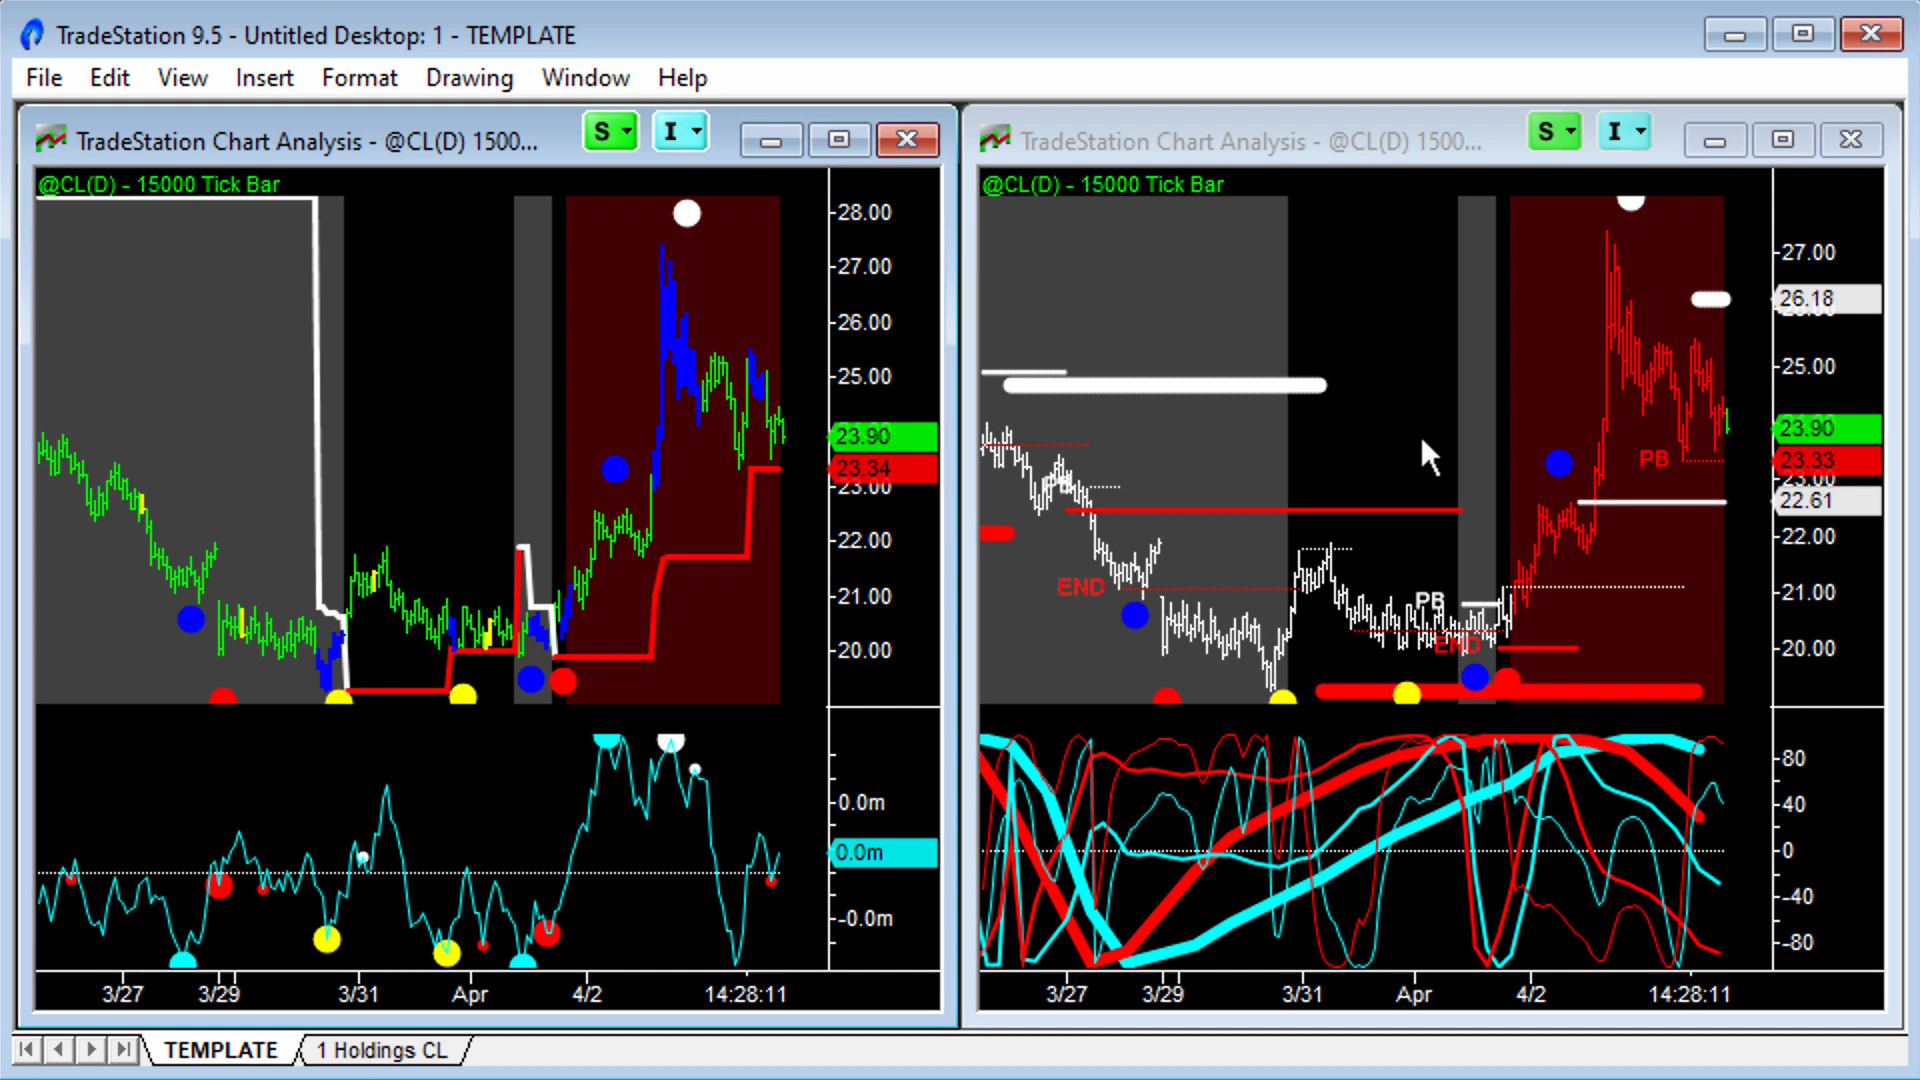 TradeStation 9.5 - Untitled Desktop: 1 - TEMPLATE
File Edit View Insert Format Drawing Window Help
TradeStation Chart Analysis - @CL(D) 1500...
S I
@CL(D) - 15000 Tick Bar
28.00
27.00
26.00
25.00
23.90
23.34
23.00
22.00
21.00
20.00
0.0m
0.0m
-0.0m
3/27 3/29 3/31 Apr 4/2 14:28:11
TradeStation Chart Analysis - @CL(D) 1500...
S I
@CL(D) - 15000 Tick Bar
27.00
26.18
25.00
23.90
PB 23.33
23.00
22.61
22.00
END PB 21.00
END 20.00
80
40
0
-40
-80
3/27 3/29 3/31 Apr 4/2 14:28:11
TEMPLATE 1 Holdings CL